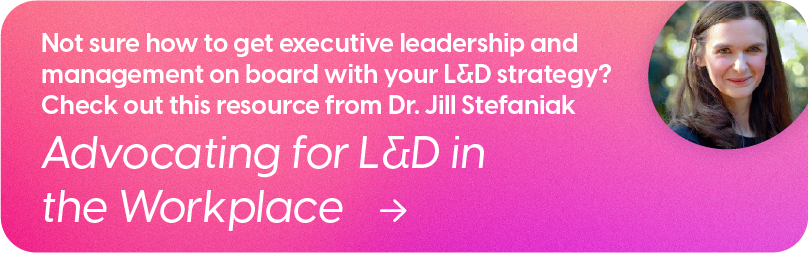 Not sure how to get executive leadership and
management on board with your L&D strategy?
Check out this resource from Dr. Jill Stefaniak
Advocating for L&D in
the Workplace →